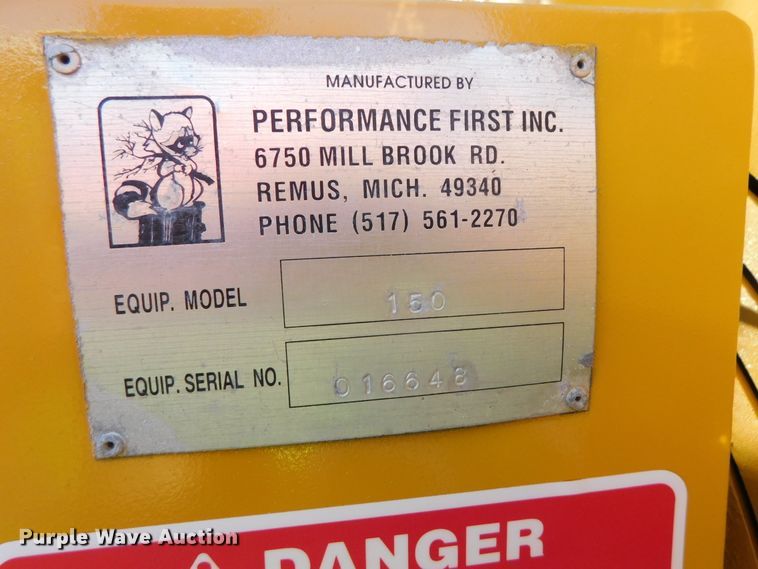 MANUFACTURED BY
PERFORMANCE FIRST INC.
6750 MILL BROOK RD.
REMUS, MICH. 49340
PHONE (517) 561-2270
EQUIP. MODEL 150
EQUIP. SERIAL NO. 016648
DANGER
Purple Wave Auction